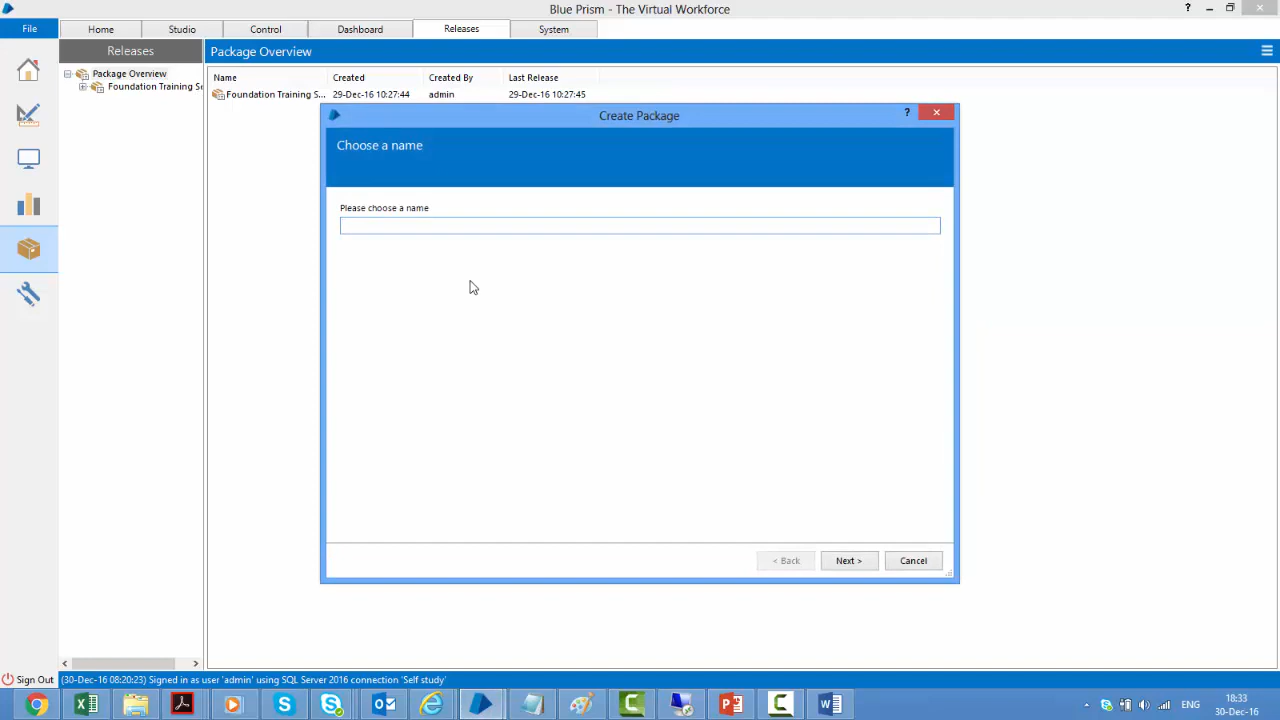 Blue Prism - The Virtual Workforce
?
File
Home
Studio
Control
Dashboard
Releases
System
Releases
Package Overview
Package Overview
Foundation Training Sr
Name
Created
Created By
Last Release
Foundation Training S...
29-Dec-16 10:27:44
admin
29-Dec-16 10:27:45
Create Package
?
Choose a name
Please choose a name
< Back
Next >
Cancel
Sign Out
(30-Dec-16 08:20:23) Signed in as user 'admin' using SQL Server 2016 connection 'Self study'
ENG
18:33
30-Dec-16